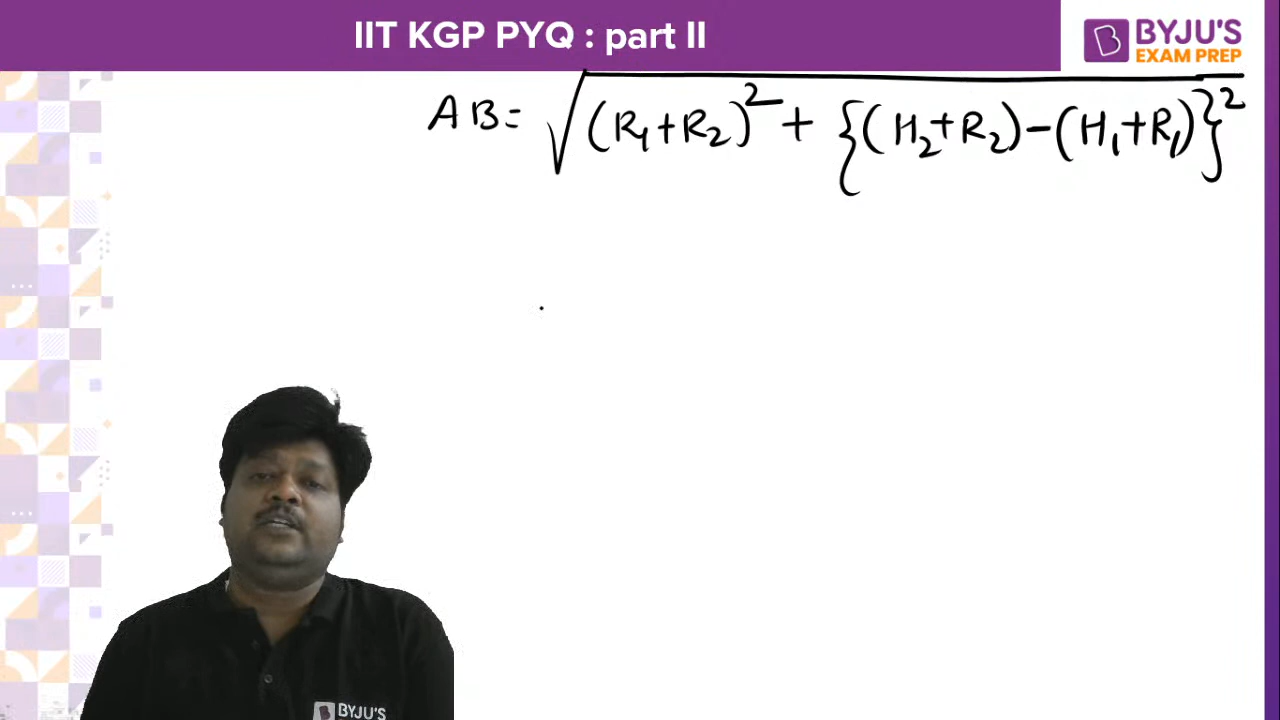 IIT KGP PYQ : part II
BYJU'S
EXAM PREP
AB = √(R₁+R₂)² + {(H₂+R₂)-(H₁+R₁)}²
BYJU'S